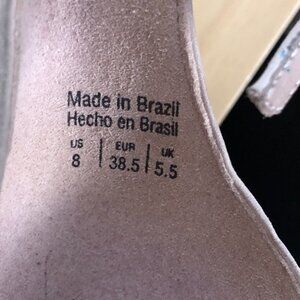 Made in Brazil
Hecho en Brasil
US | EUR | UK
8 | 38.5 | 5.5